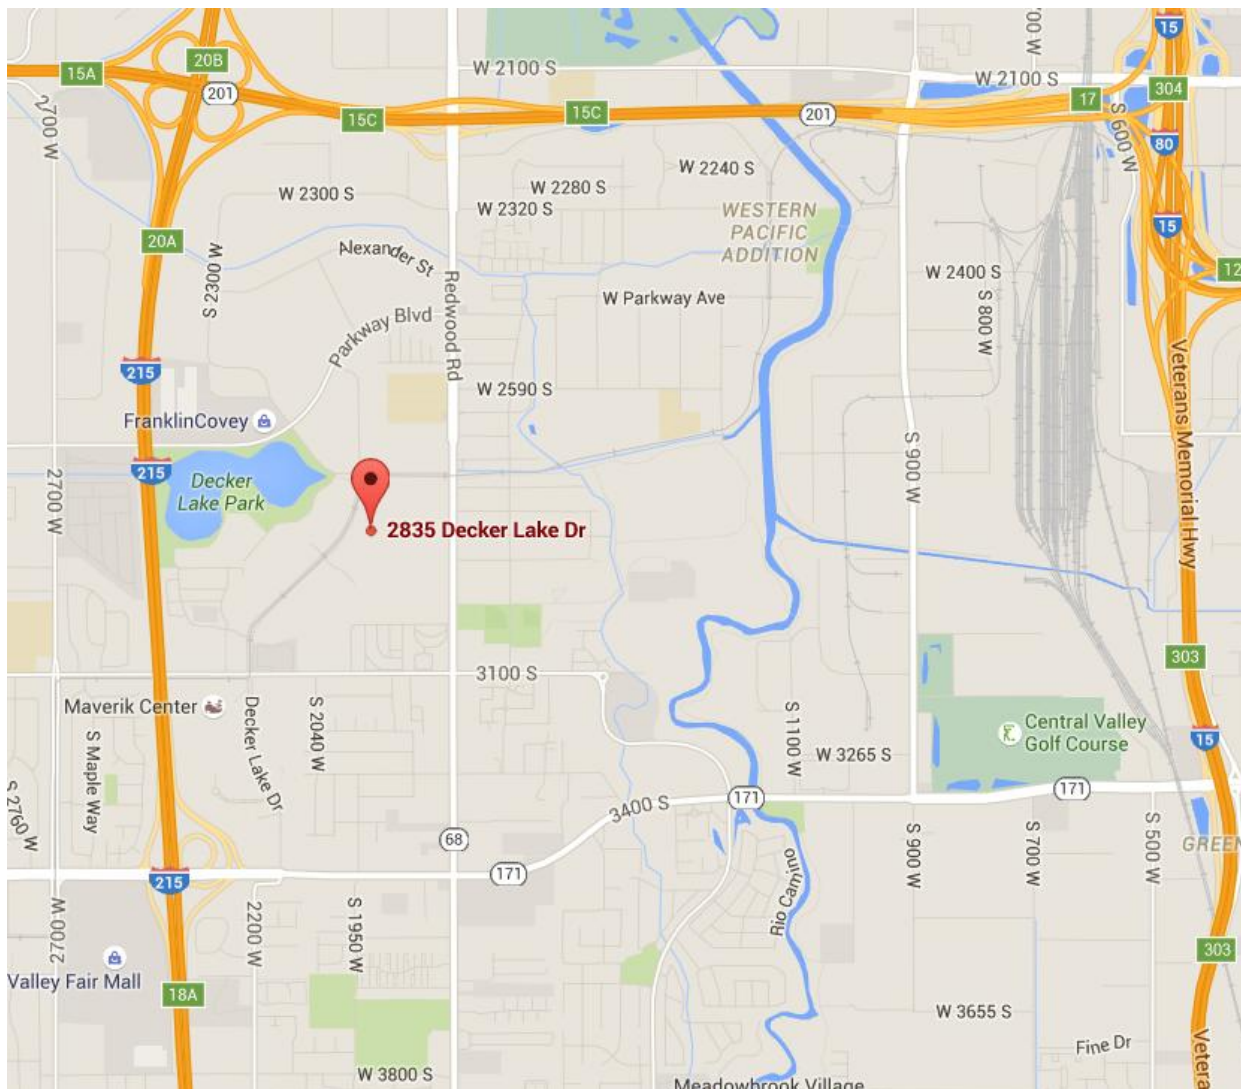 15
W 2100 S
20B
15A
201
W 2100 S
17
304
15C
15C
201
S 600 W
80
2700 W
W 2240 S
W 2300 S
W 2280 S
W 2320 S
WESTERN
PACIFIC
ADDITION
15
20A
S 2300 W
Alexander St
W 2400 S
12
Redwood Rd
W Parkway Ave
S 800 W
Parkway Blvd
215
W 2590 S
Veterans Memorial Hwy
FranklinCovey
S 900 W
215
2700 W
Decker
Lake Park
2835 Decker Lake Dr
303
3100 S
Maverik Center
Decker Lake Dr
S 2040 W
S 1100 W
Central Valley
Golf Course
15
S Maple Way
W 3265 S
S 2760 W
171
171
3400 S
68
S 900 W
S 700 W
S 500 W
GREEN
171
215
Rio Camino
2700 W
2200 W
S 1950 W
303
Valley Fair Mall
18A
W 3655 S
Fine Dr
W 3800 S
Meadowbrook Village